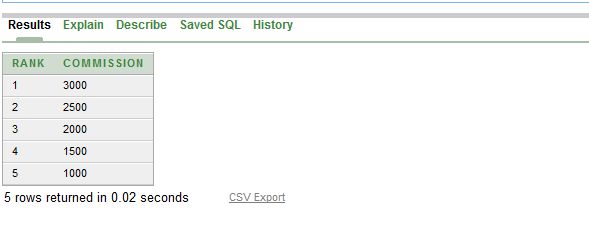 Results Explain Describe Saved SQL History
RANK COMMISSION
1 3000
2 2500
3 2000
4 1500
5 1000
5 rows returned in 0.02 seconds CSV Export